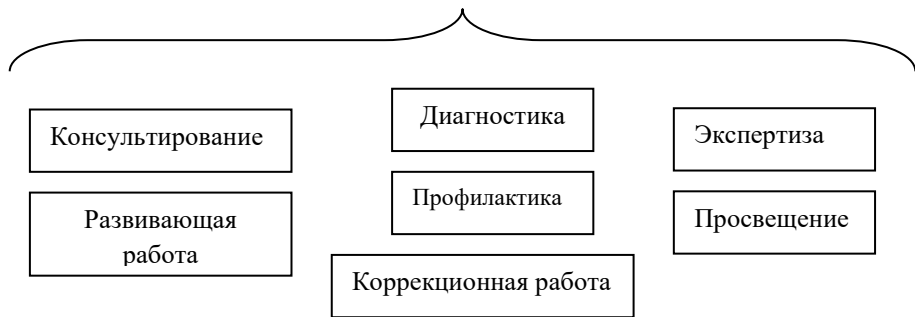 Консультирование
Диагностика
Экспертиза
Развивающая
работа
Профилактика
Просвещение
Коррекционная работа